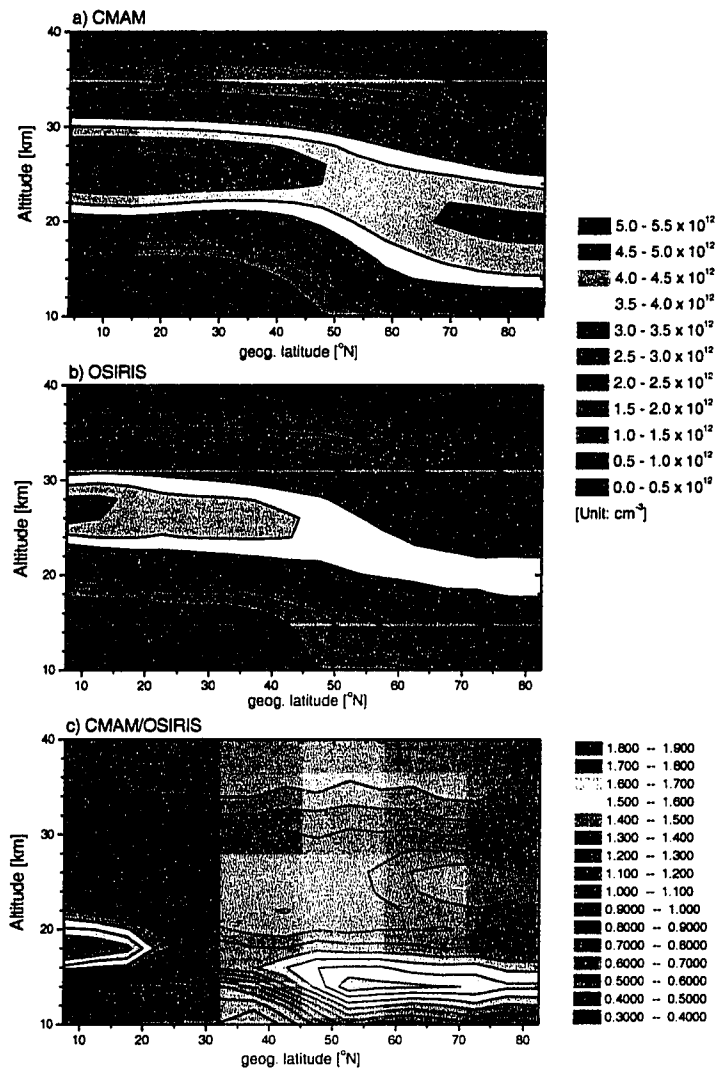 a) CMAM
40
30
20
10
Altitude [km]
10 20 30 40 50 60 70 80
geog. latitude [°N]
5.0 - 5.5 x 10¹²
4.5 - 5.0 x 10¹²
4.0 - 4.5 x 10¹²
3.5 - 4.0 x 10¹²
3.0 - 3.5 x 10¹²
2.5 - 3.0 x 10¹²
2.0 - 2.5 x 10¹²
1.5 - 2.0 x 10¹²
1.0 - 1.5 x 10¹²
0.5 - 1.0 x 10¹²
0.0 - 0.5 x 10¹²
[Unit: cm⁻³]
b) OSIRIS
40
30
20
10
Altitude [km]
10 20 30 40 50 60 70 80
geog. latitude [°N]
c) CMAM/OSIRIS
40
30
20
10
Altitude [km]
10 20 30 40 50 60 70 80
geog. latitude [°N]
1.800 -- 1.900
1.700 -- 1.800
1.600 -- 1.700
1.500 -- 1.600
1.400 -- 1.500
1.300 -- 1.400
1.200 -- 1.300
1.100 -- 1.200
1.000 -- 1.100
0.9000 -- 1.000
0.8000 -- 0.9000
0.7000 -- 0.8000
0.6000 -- 0.7000
0.5000 -- 0.6000
0.4000 -- 0.5000
0.3000 -- 0.4000